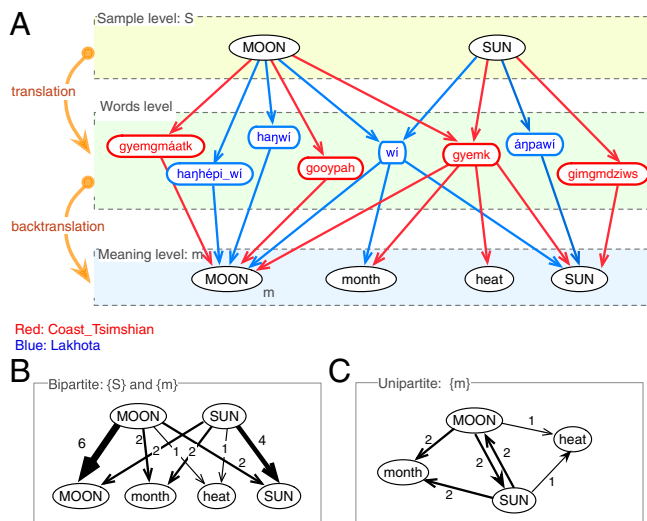 A
Sample level: S
MOON
SUN
translation
Words level
gyemgmáatk
haŋwí
haŋhépi_wí
gooypah
wí
gyemk
áŋpawí
gimgmdziws
backtranslation
Meaning level: m
MOON
m
month
heat
SUN
Red: Coast_Tsimshian
Blue: Lakhota
B
Bipartite: {S} and {m}
MOON
SUN
6
2
2
1
2
1
2
4
MOON
month
heat
SUN
C
Unipartite: {m}
MOON
1
heat
2
2
2
month
2
1
SUN